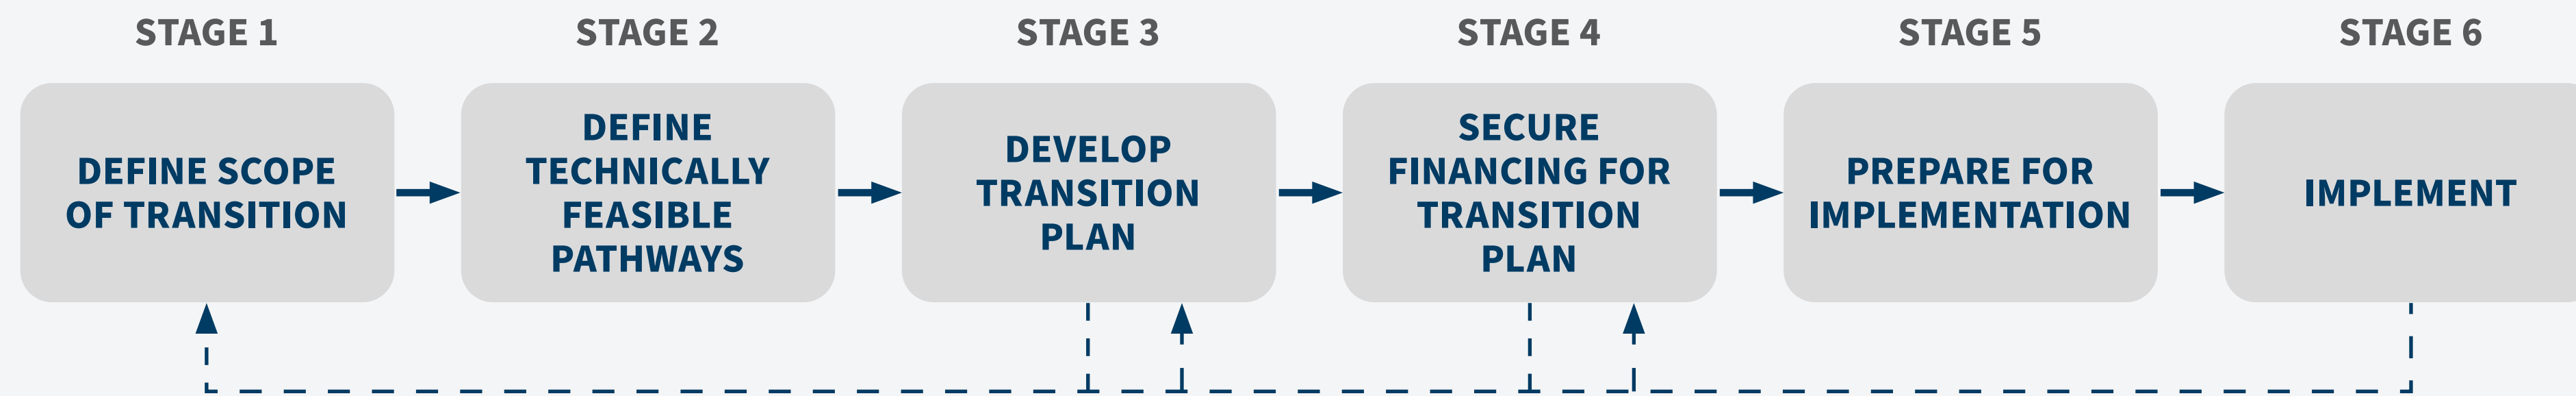 STAGE 1
DEFINE SCOPE
OF TRANSITION
STAGE 2
DEFINE
TECHNICALLY
FEASIBLE
PATHWAYS
STAGE 3
DEVELOP
TRANSITION
PLAN
STAGE 4
SECURE
FINANCING FOR
TRANSITION
PLAN
STAGE 5
PREPARE FOR
IMPLEMENTATION
STAGE 6
IMPLEMENT